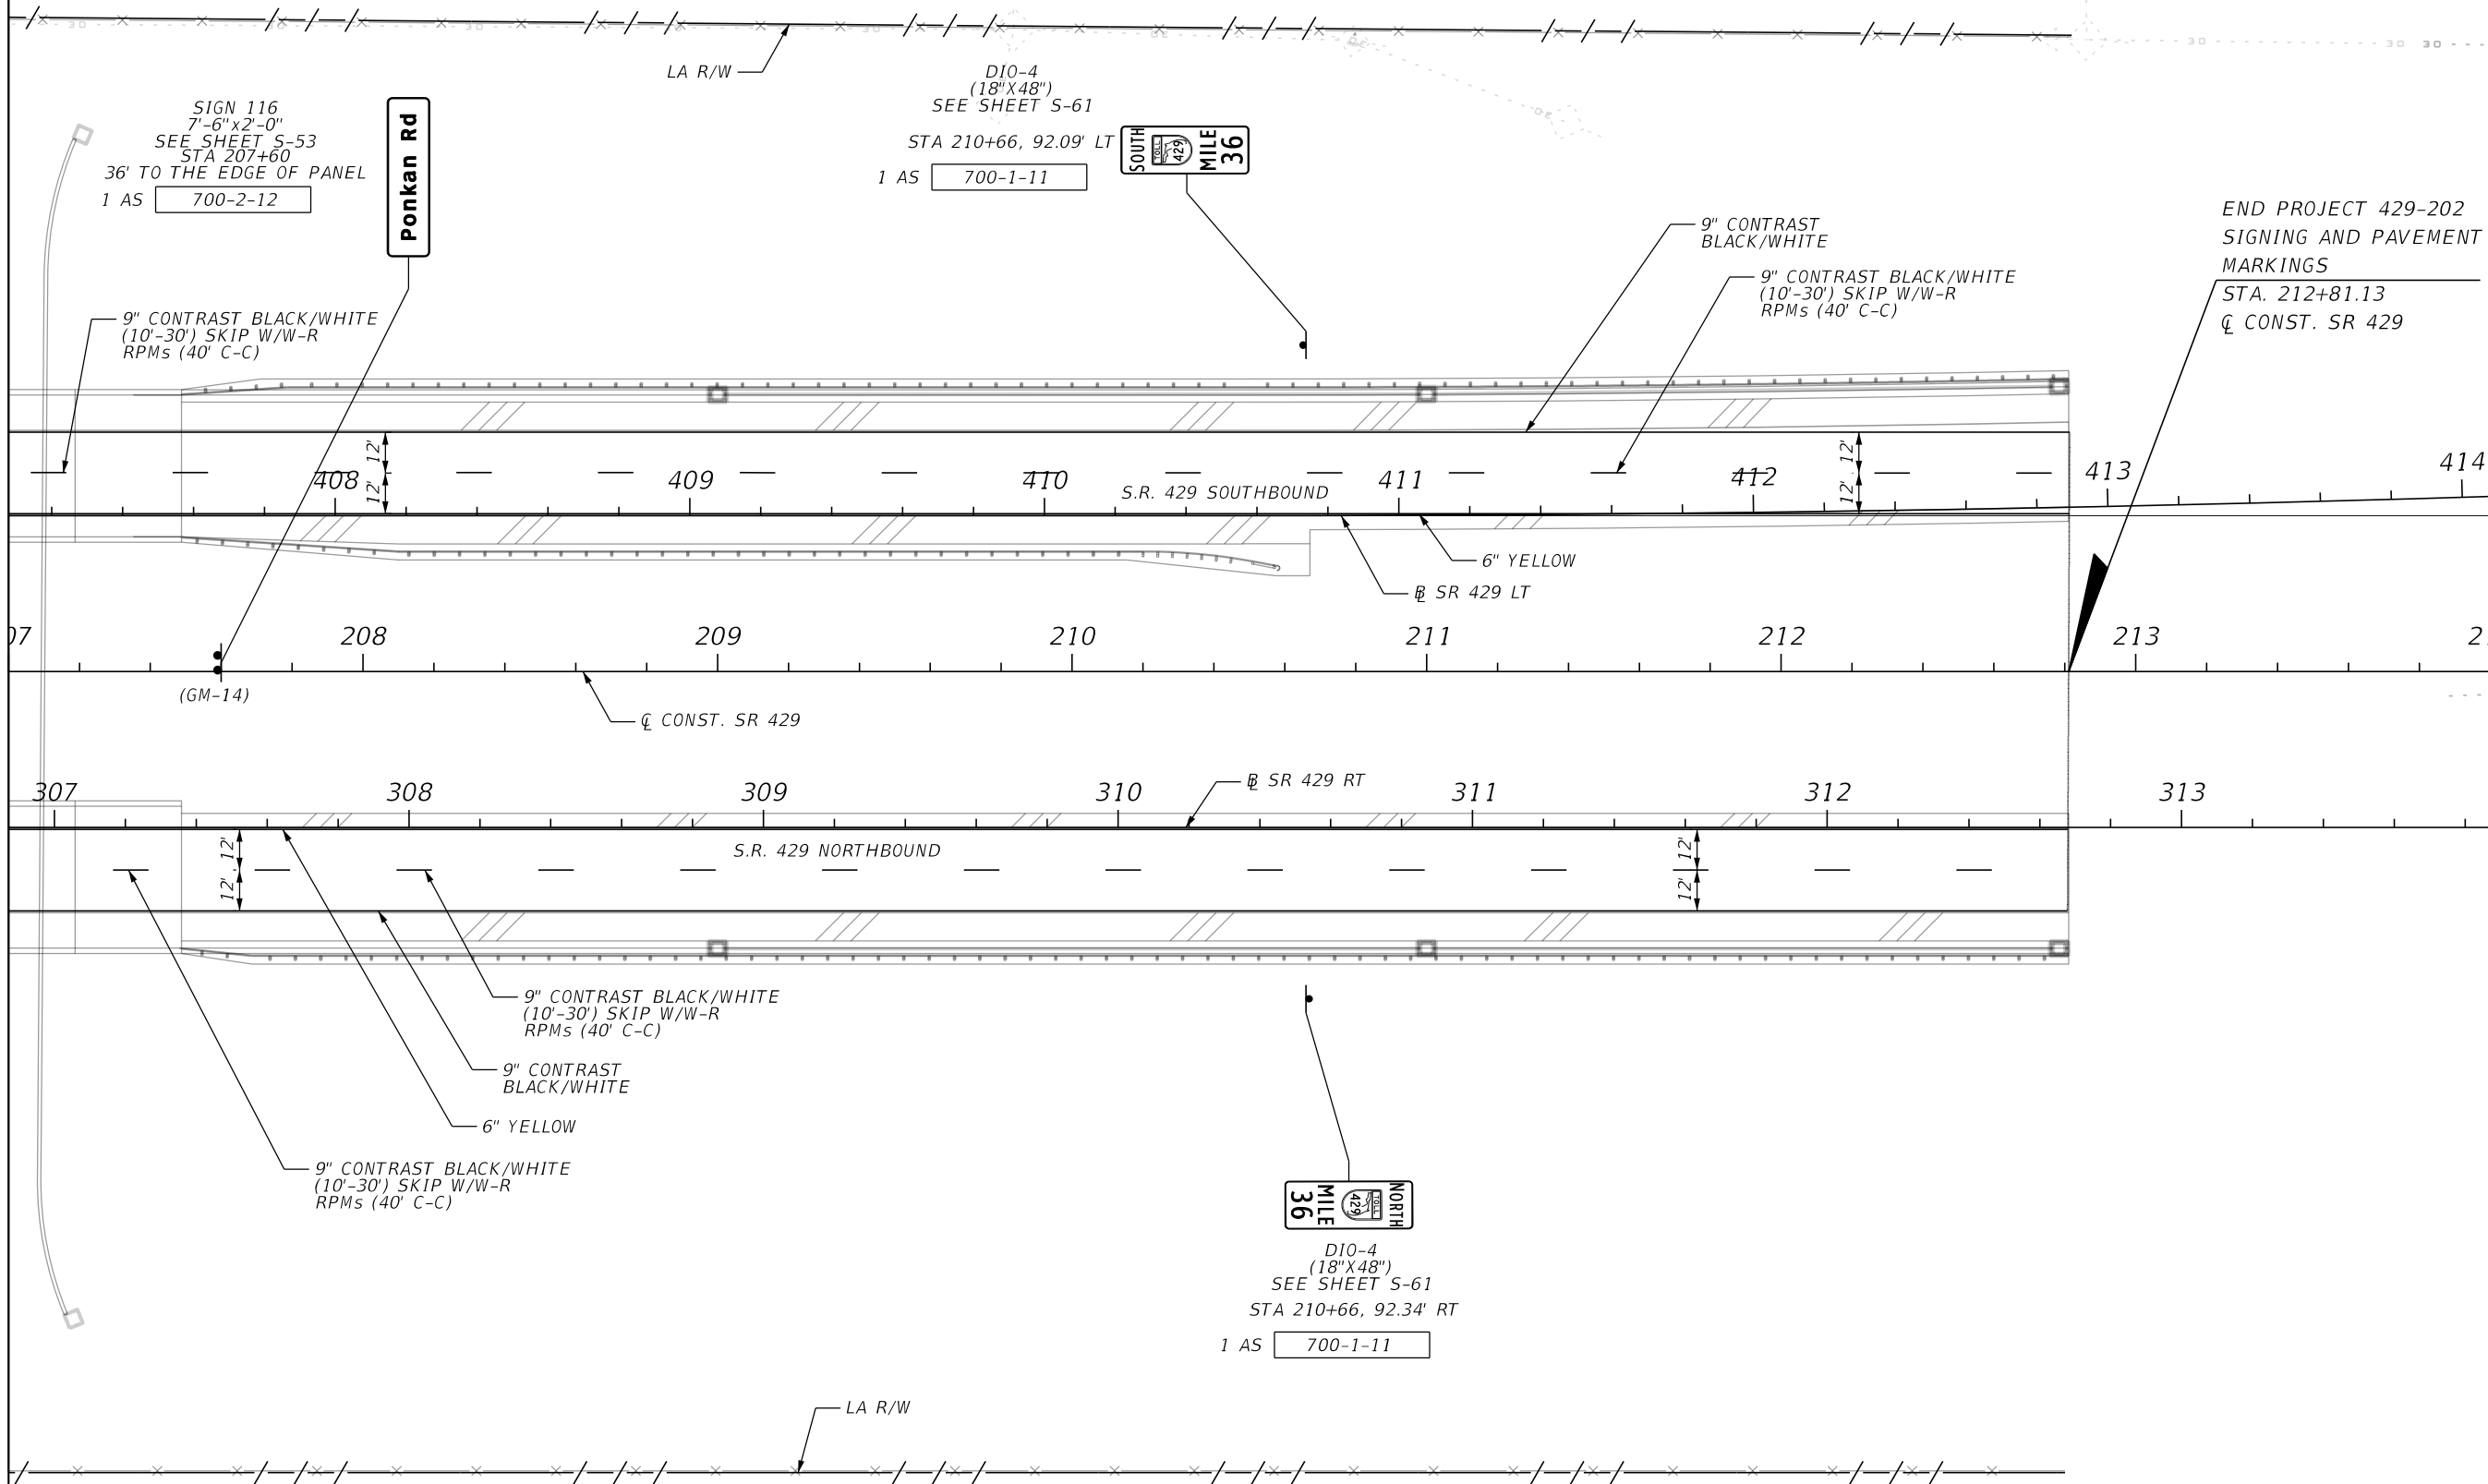 LA R/W
SIGN 116
7'-6"x2'-0"
SEE SHEET S-53
STA 207+60
36' TO THE EDGE OF PANEL
1 AS 700-2-12
Ponkan Rd
DIO-4
(18"X48")
SEE SHEET S-61
STA 210+66, 92.09' LT
1 AS 700-1-11
SOUTH
TOLL
429
MILE
36
9" CONTRAST
BLACK/WHITE
9" CONTRAST BLACK/WHITE
(10'-30') SKIP W/W-R
RPMs (40' C-C)
END PROJECT 429-202
SIGNING AND PAVEMENT
MARKINGS
STA. 212+81.13
℄ CONST. SR 429
9" CONTRAST BLACK/WHITE
(10'-30') SKIP W/W-R
RPMs (40' C-C)
12' 12'
12' 12'
408 409 410 411 412 413 414
S.R. 429 SOUTHBOUND
6" YELLOW
BL SR 429 LT
07 208 209 210 211 212 213 2
(GM-14)
℄ CONST. SR 429
BL SR 429 RT
307 308 309 310 311 312 313
12' 12'
12' 12'
S.R. 429 NORTHBOUND
9" CONTRAST BLACK/WHITE
(10'-30') SKIP W/W-R
RPMs (40' C-C)
9" CONTRAST
BLACK/WHITE
6" YELLOW
9" CONTRAST BLACK/WHITE
(10'-30') SKIP W/W-R
RPMs (40' C-C)
NORTH
TOLL
429
MILE
36
DIO-4
(18"X48")
SEE SHEET S-61
STA 210+66, 92.34' RT
1 AS 700-1-11
LA R/W